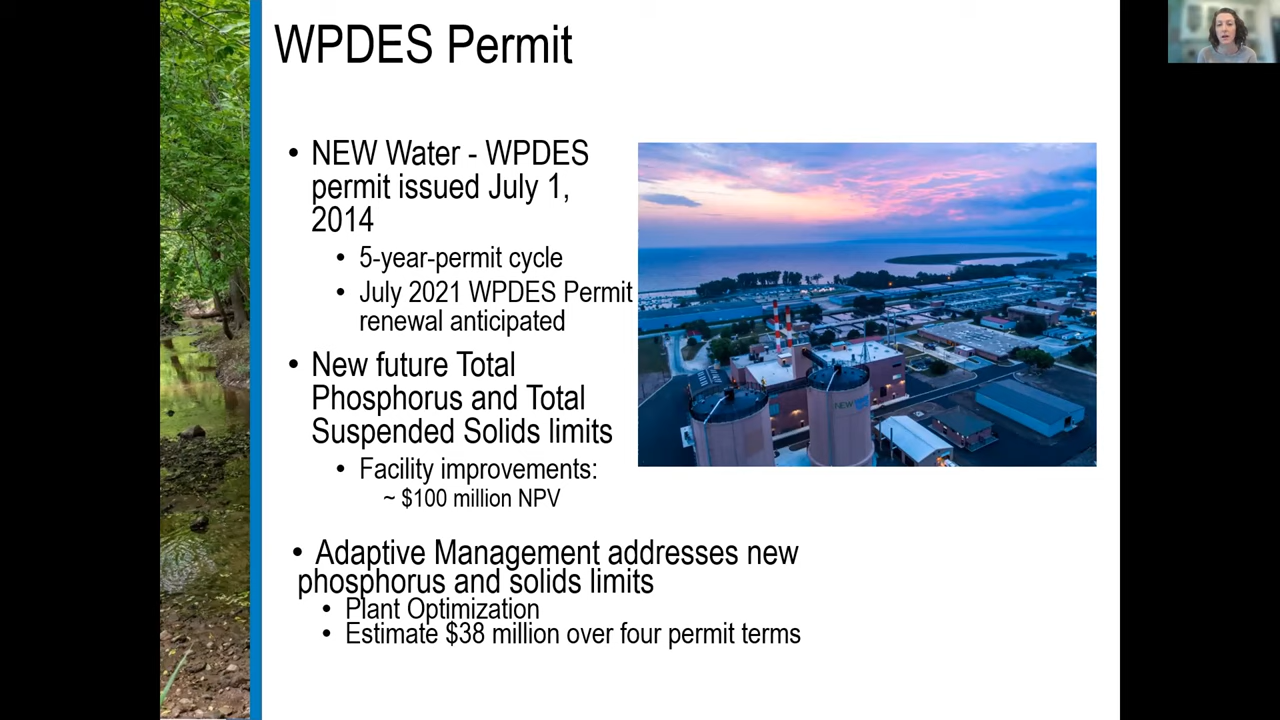 WPDES Permit
• NEW Water - WPDES
permit issued July 1,
2014
• 5-year-permit cycle
• July 2021 WPDES Permit
renewal anticipated
• New future Total
Phosphorus and Total
Suspended Solids limits
• Facility improvements:
~ $100 million NPV
• Adaptive Management addresses new
phosphorus and solids limits
• Plant Optimization
• Estimate $38 million over four permit terms
NEW